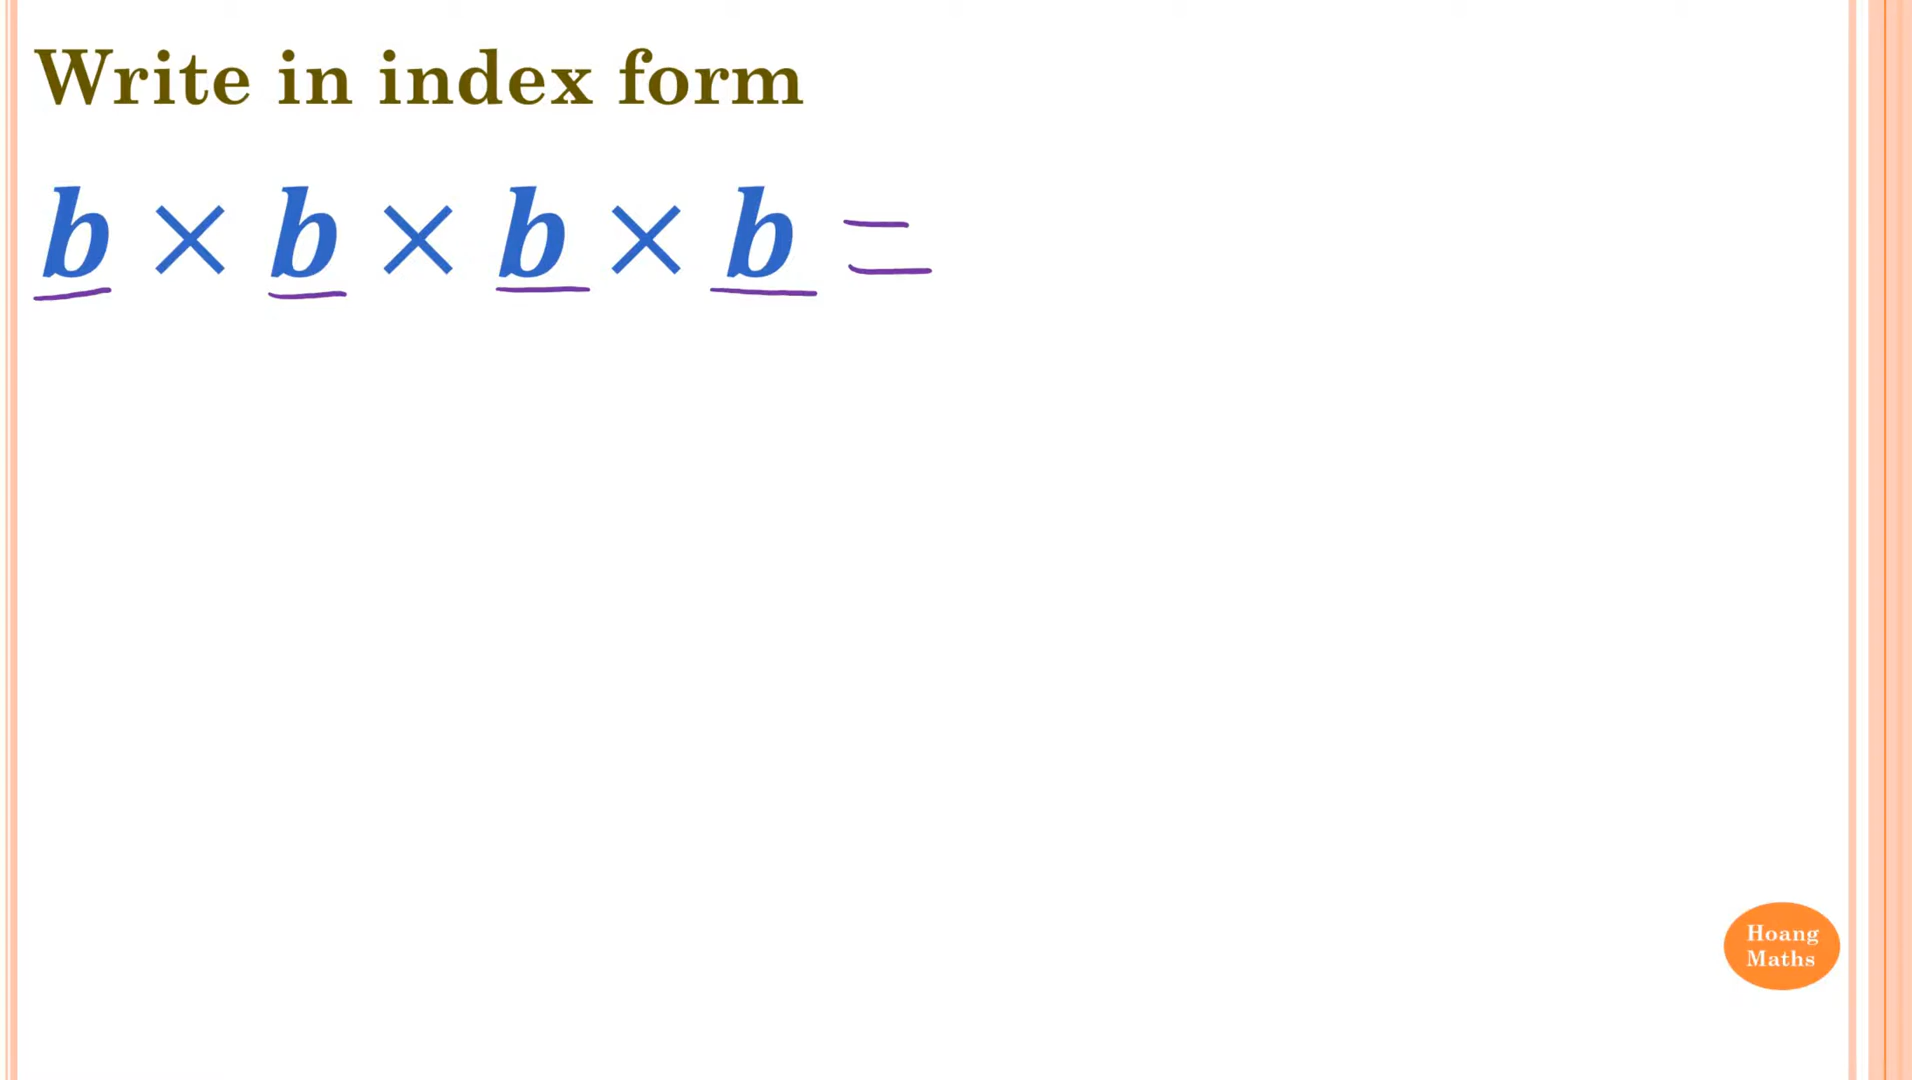 Write in index form
b × b × b × b =
Hoang
Maths